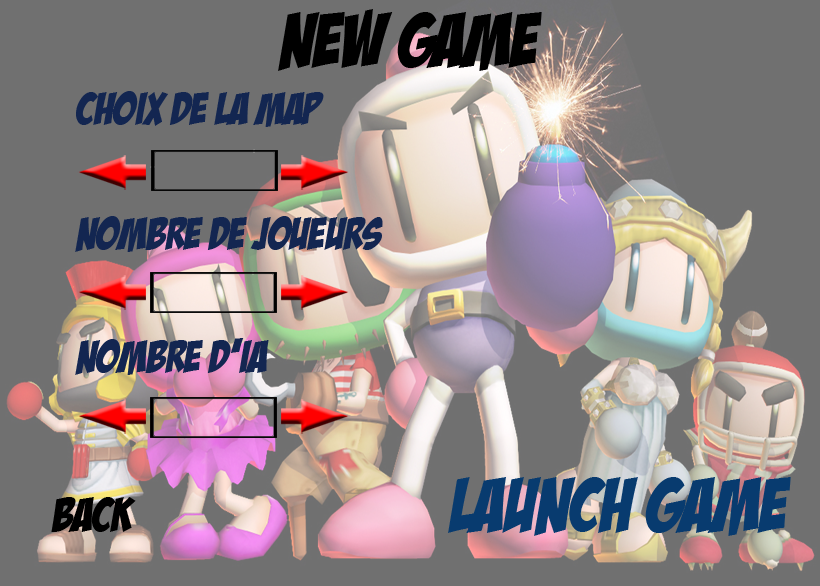 NEW GAME
CHOIX DE LA MAP
NOMBRE DE JOUEURS
NOMBRE D'IA
BACK
LAUNCH GAME